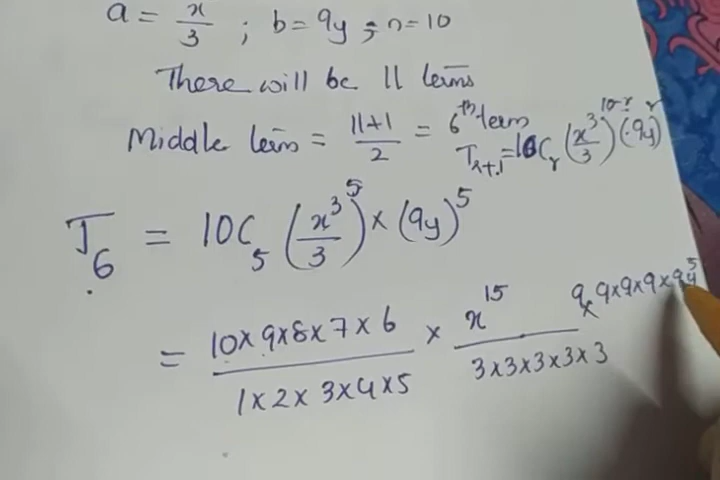 a = x/3 ; b = 9y ; n = 10
There will be 11 terms
Middle term = (11+1)/2 = 6th term
T_{r+1} = 10C_r (x^3/3)^{10-r} (9y)^r
T_6 = 10C_5 (x^3/3)^5 × (9y)^5
= (10×9×8×7×6)/(1×2×3×4×5) × x^15/(3×3×3×3×3) 9×9×9×9×9y^5